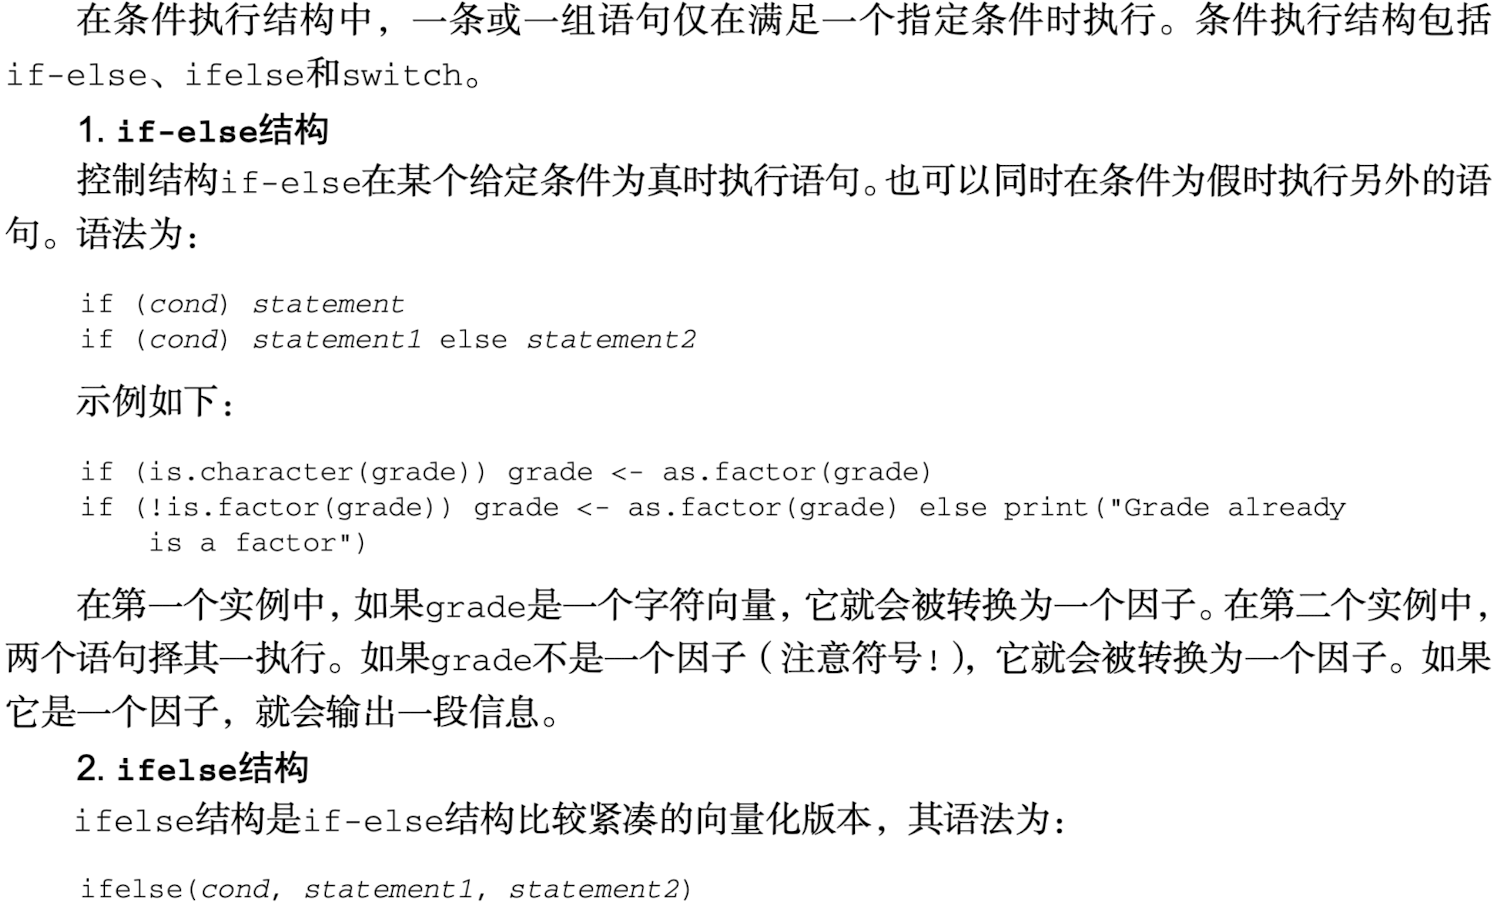 在条件执行结构中，一条或一组语句仅在满足一个指定条件时执行。条件执行结构包括
if-else、ifelse和switch。
1. if-else结构
控制结构if-else在某个给定条件为真时执行语句。也可以同时在条件为假时执行另外的语
句。语法为：
if (cond) statement
if (cond) statement1 else statement2
示例如下：
if (is.character(grade)) grade <- as.factor(grade)
if (!is.factor(grade)) grade <- as.factor(grade) else print("Grade already
is a factor")
在第一个实例中，如果grade是一个字符向量，它就会被转换为一个因子。在第二个实例中，
两个语句择其一执行。如果grade不是一个因子（注意符号!），它就会被转换为一个因子。如果
它是一个因子，就会输出一段信息。
2. ifelse结构
ifelse结构是if-else结构比较紧凑的向量化版本，其语法为：
ifelse(cond, statement1, statement2)